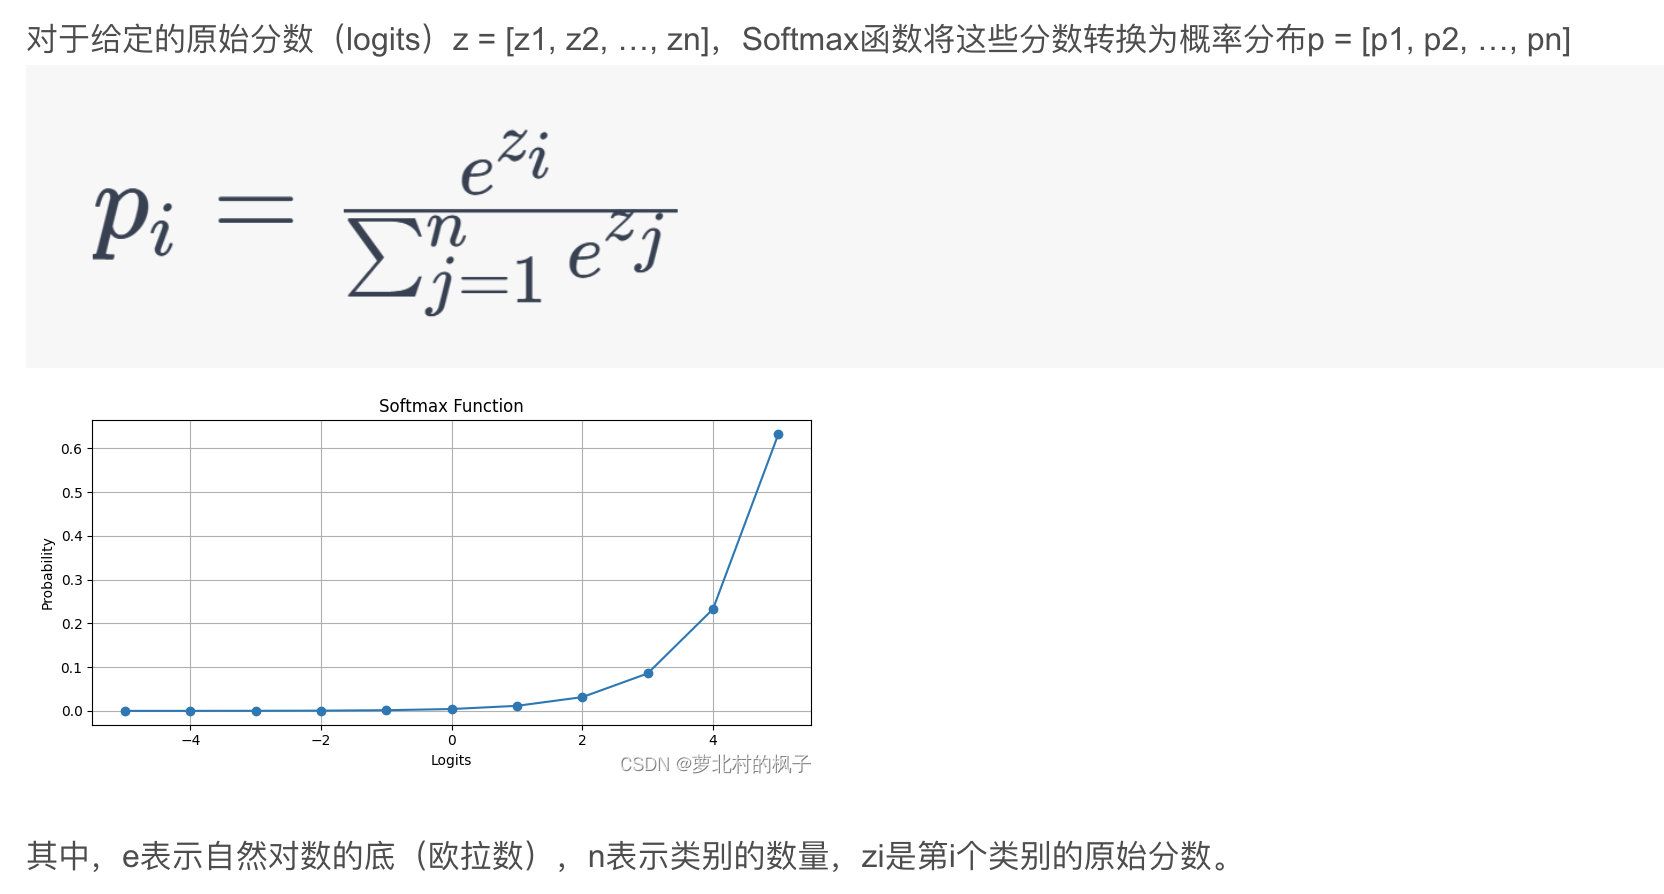 对于给定的原始分数（logits）z = [z1, z2, …, zn]，Softmax函数将这些分数转换为概率分布p = [p1, p2, …, pn]
p_i = \frac{e^{z_i}}{\sum_{j=1}^{n} e^{z_j}}
Softmax Function
0.6
0.5
0.4
0.3
0.2
0.1
0.0
Probability
−4 −2 0 2 4
Logits
CSDN @萝北村的枫子
其中，e表示自然对数的底（欧拉数），n表示类别的数量，zi是第i个类别的原始分数。